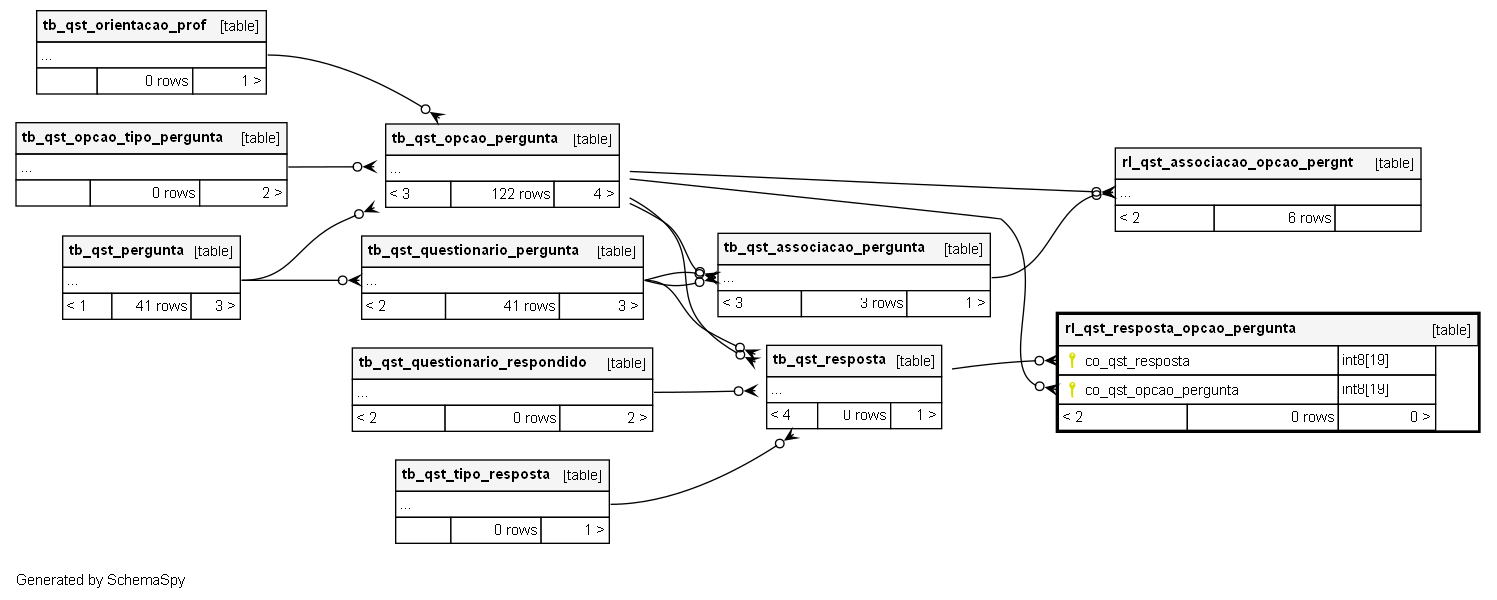 tb_qst_orientacao_prof [table]
...
0 rows 1 >
tb_qst_opcao_tipo_pergunta [table]
...
0 rows 2 >
tb_qst_opcao_pergunta [table]
...
< 3 122 rows 4 >
rl_qst_associacao_opcao_pergnt [table]
...
< 2 6 rows
tb_qst_pergunta [table]
...
< 1 41 rows 3 >
tb_qst_questionario_pergunta [table]
...
< 2 41 rows 3 >
tb_qst_associacao_pergunta [table]
...
< 3 3 rows 1 >
rl_qst_resposta_opcao_pergunta [table]
co_qst_resposta int8[19]
co_qst_opcao_pergunta int8[19]
< 2 0 rows 0 >
tb_qst_questionario_respondido [table]
...
< 2 0 rows 2 >
tb_qst_resposta [table]
...
< 4 0 rows 1 >
tb_qst_tipo_resposta [table]
...
0 rows 1 >
Generated by SchemaSpy